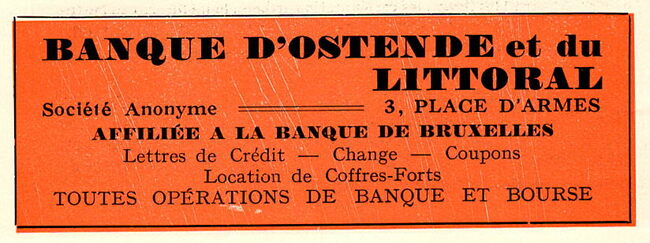 BANQUE D'OSTENDE et du
LITTORAL
Société Anonyme 3, PLACE D'ARMES
AFFILIÉE A LA BANQUE DE BRUXELLES
Lettres de Crédit — Change — Coupons
Location de Coffres-Forts
TOUTES OPÉRATIONS DE BANQUE ET BOURSE